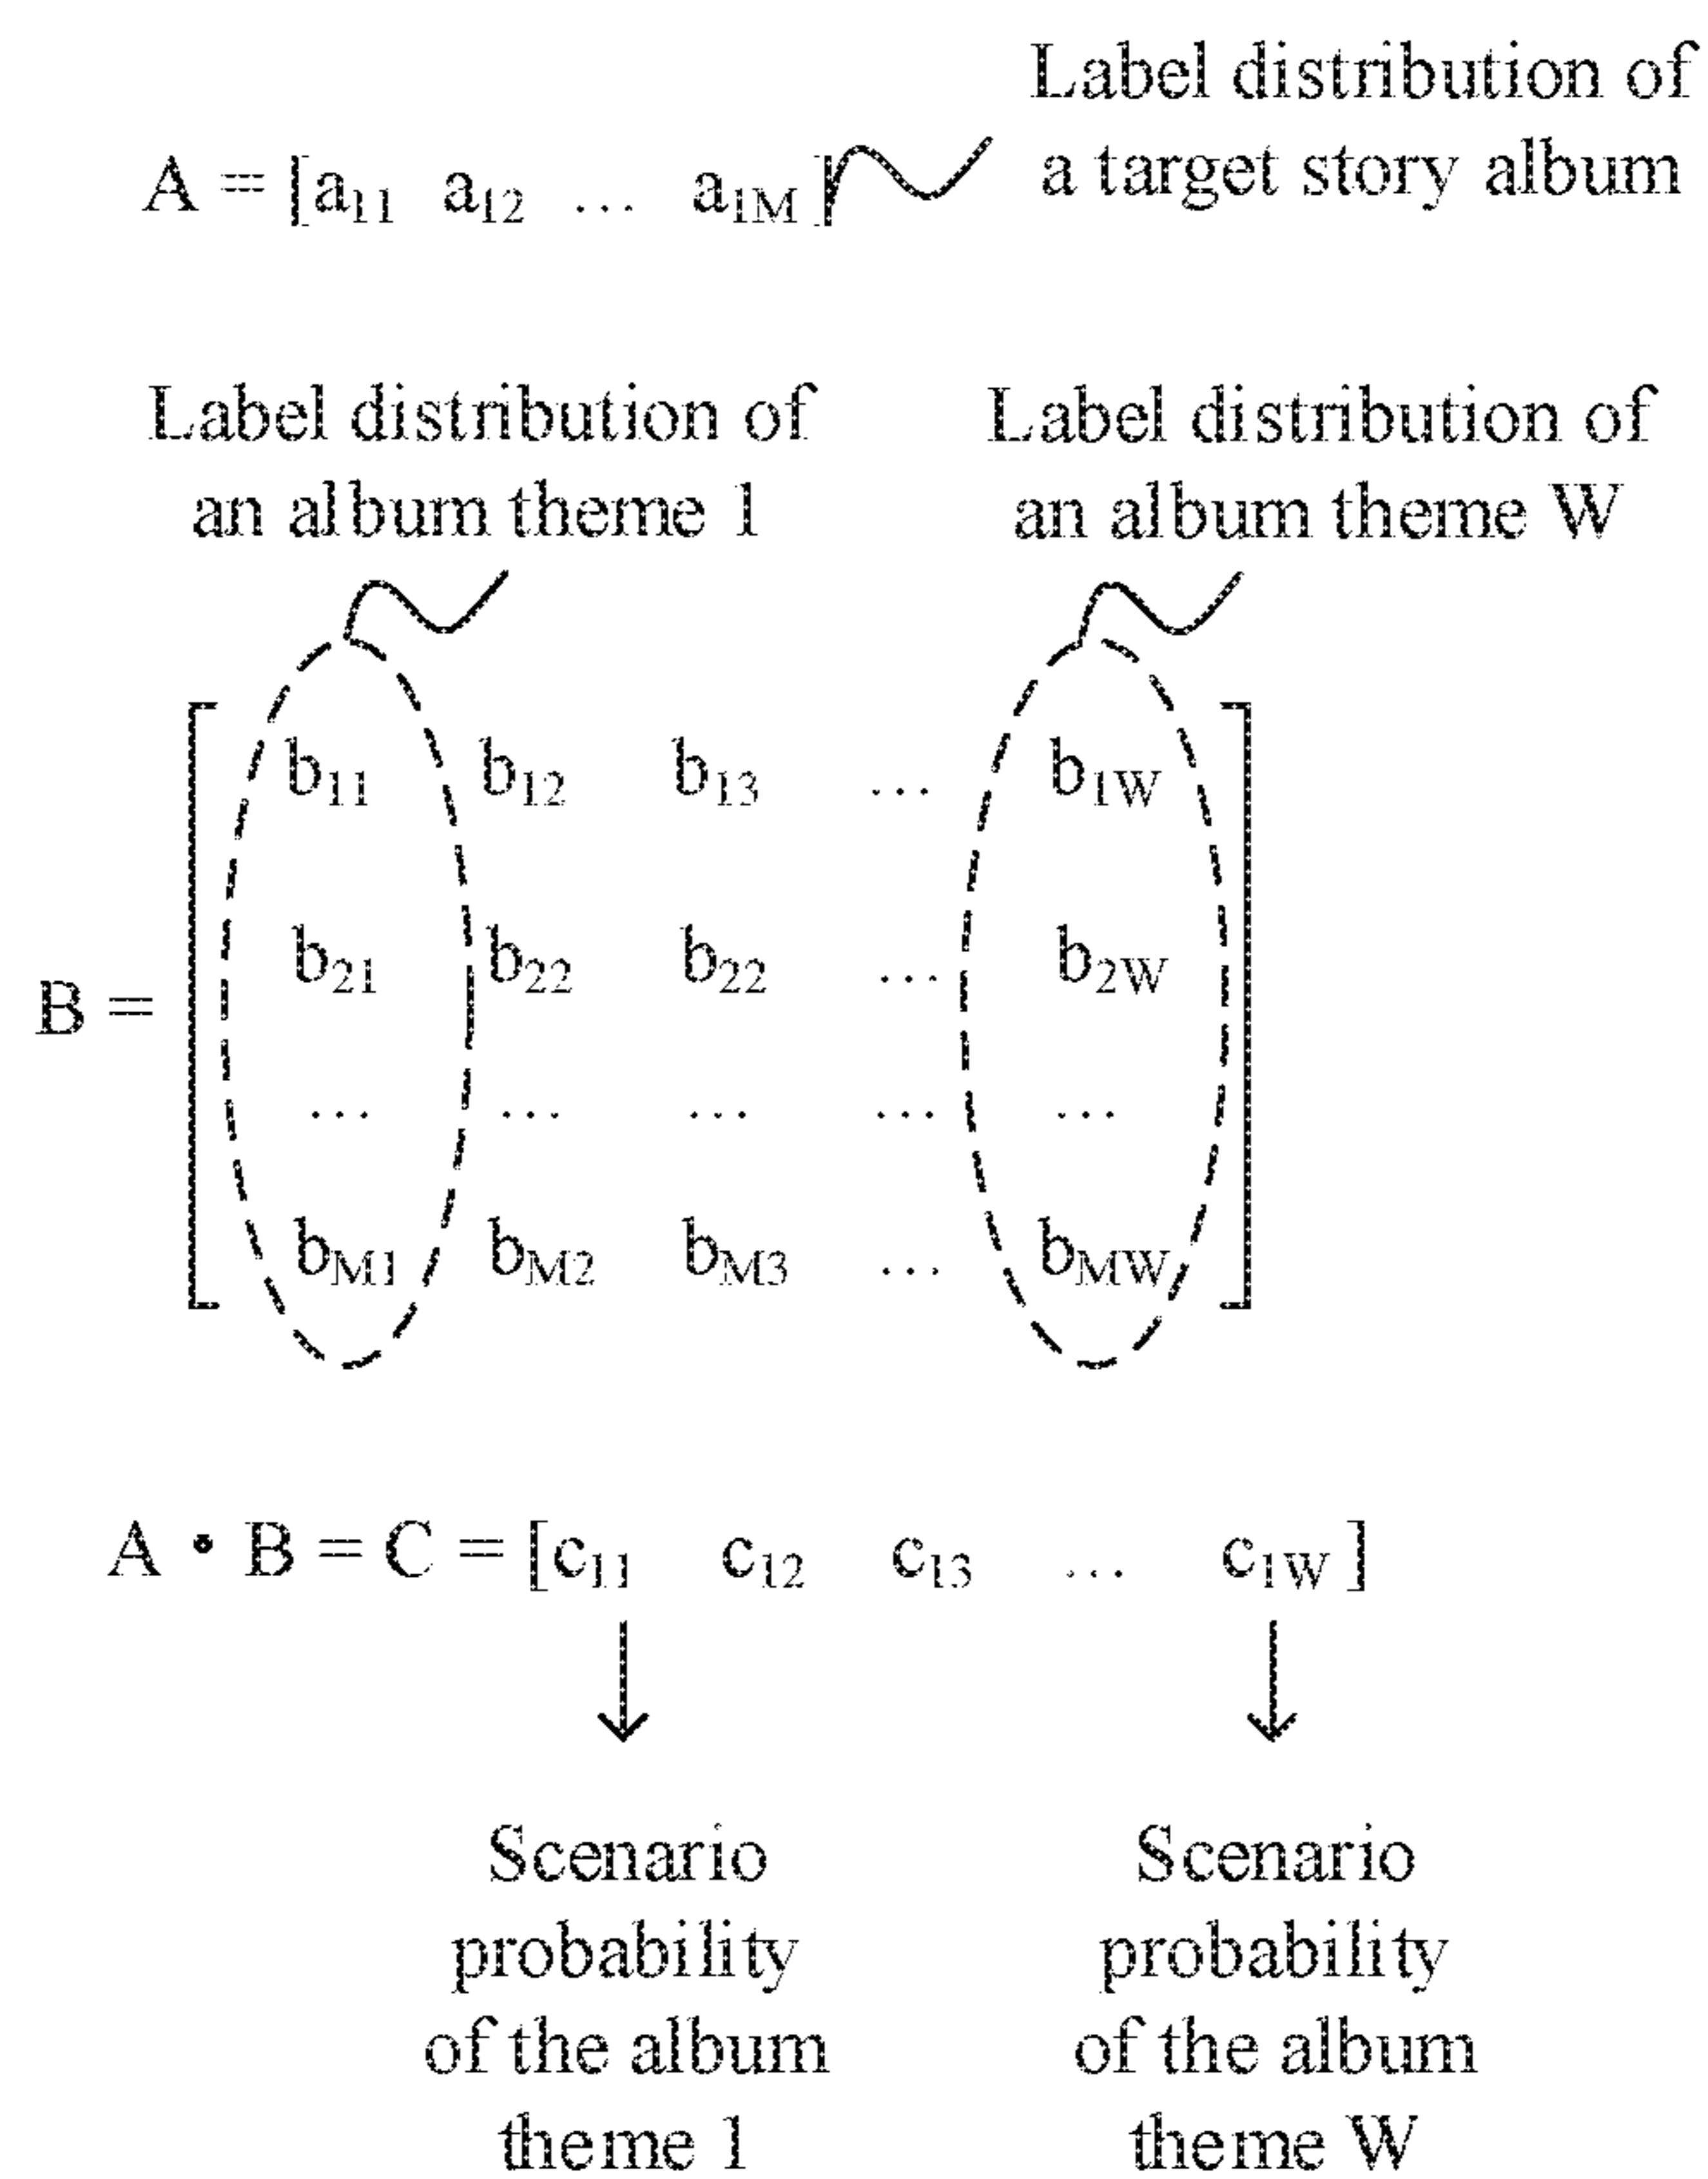 Label distribution of
a target story album
A = [a₁₁ a₁₂ … a₁M]
Label distribution of
an album theme 1
Label distribution of
an album theme W
b₁₁ b₁₂ b₁₃ … b₁W
b₂₁ b₂₂ b₂₂ … b₂W
B =
… … … … …
bM1 bM2 bM3 … bMW
A • B = C = [c₁₁ c₁₂ c₁₃ … c₁W]
Scenario
probability
of the album
theme 1
Scenario
probability
of the album
theme W